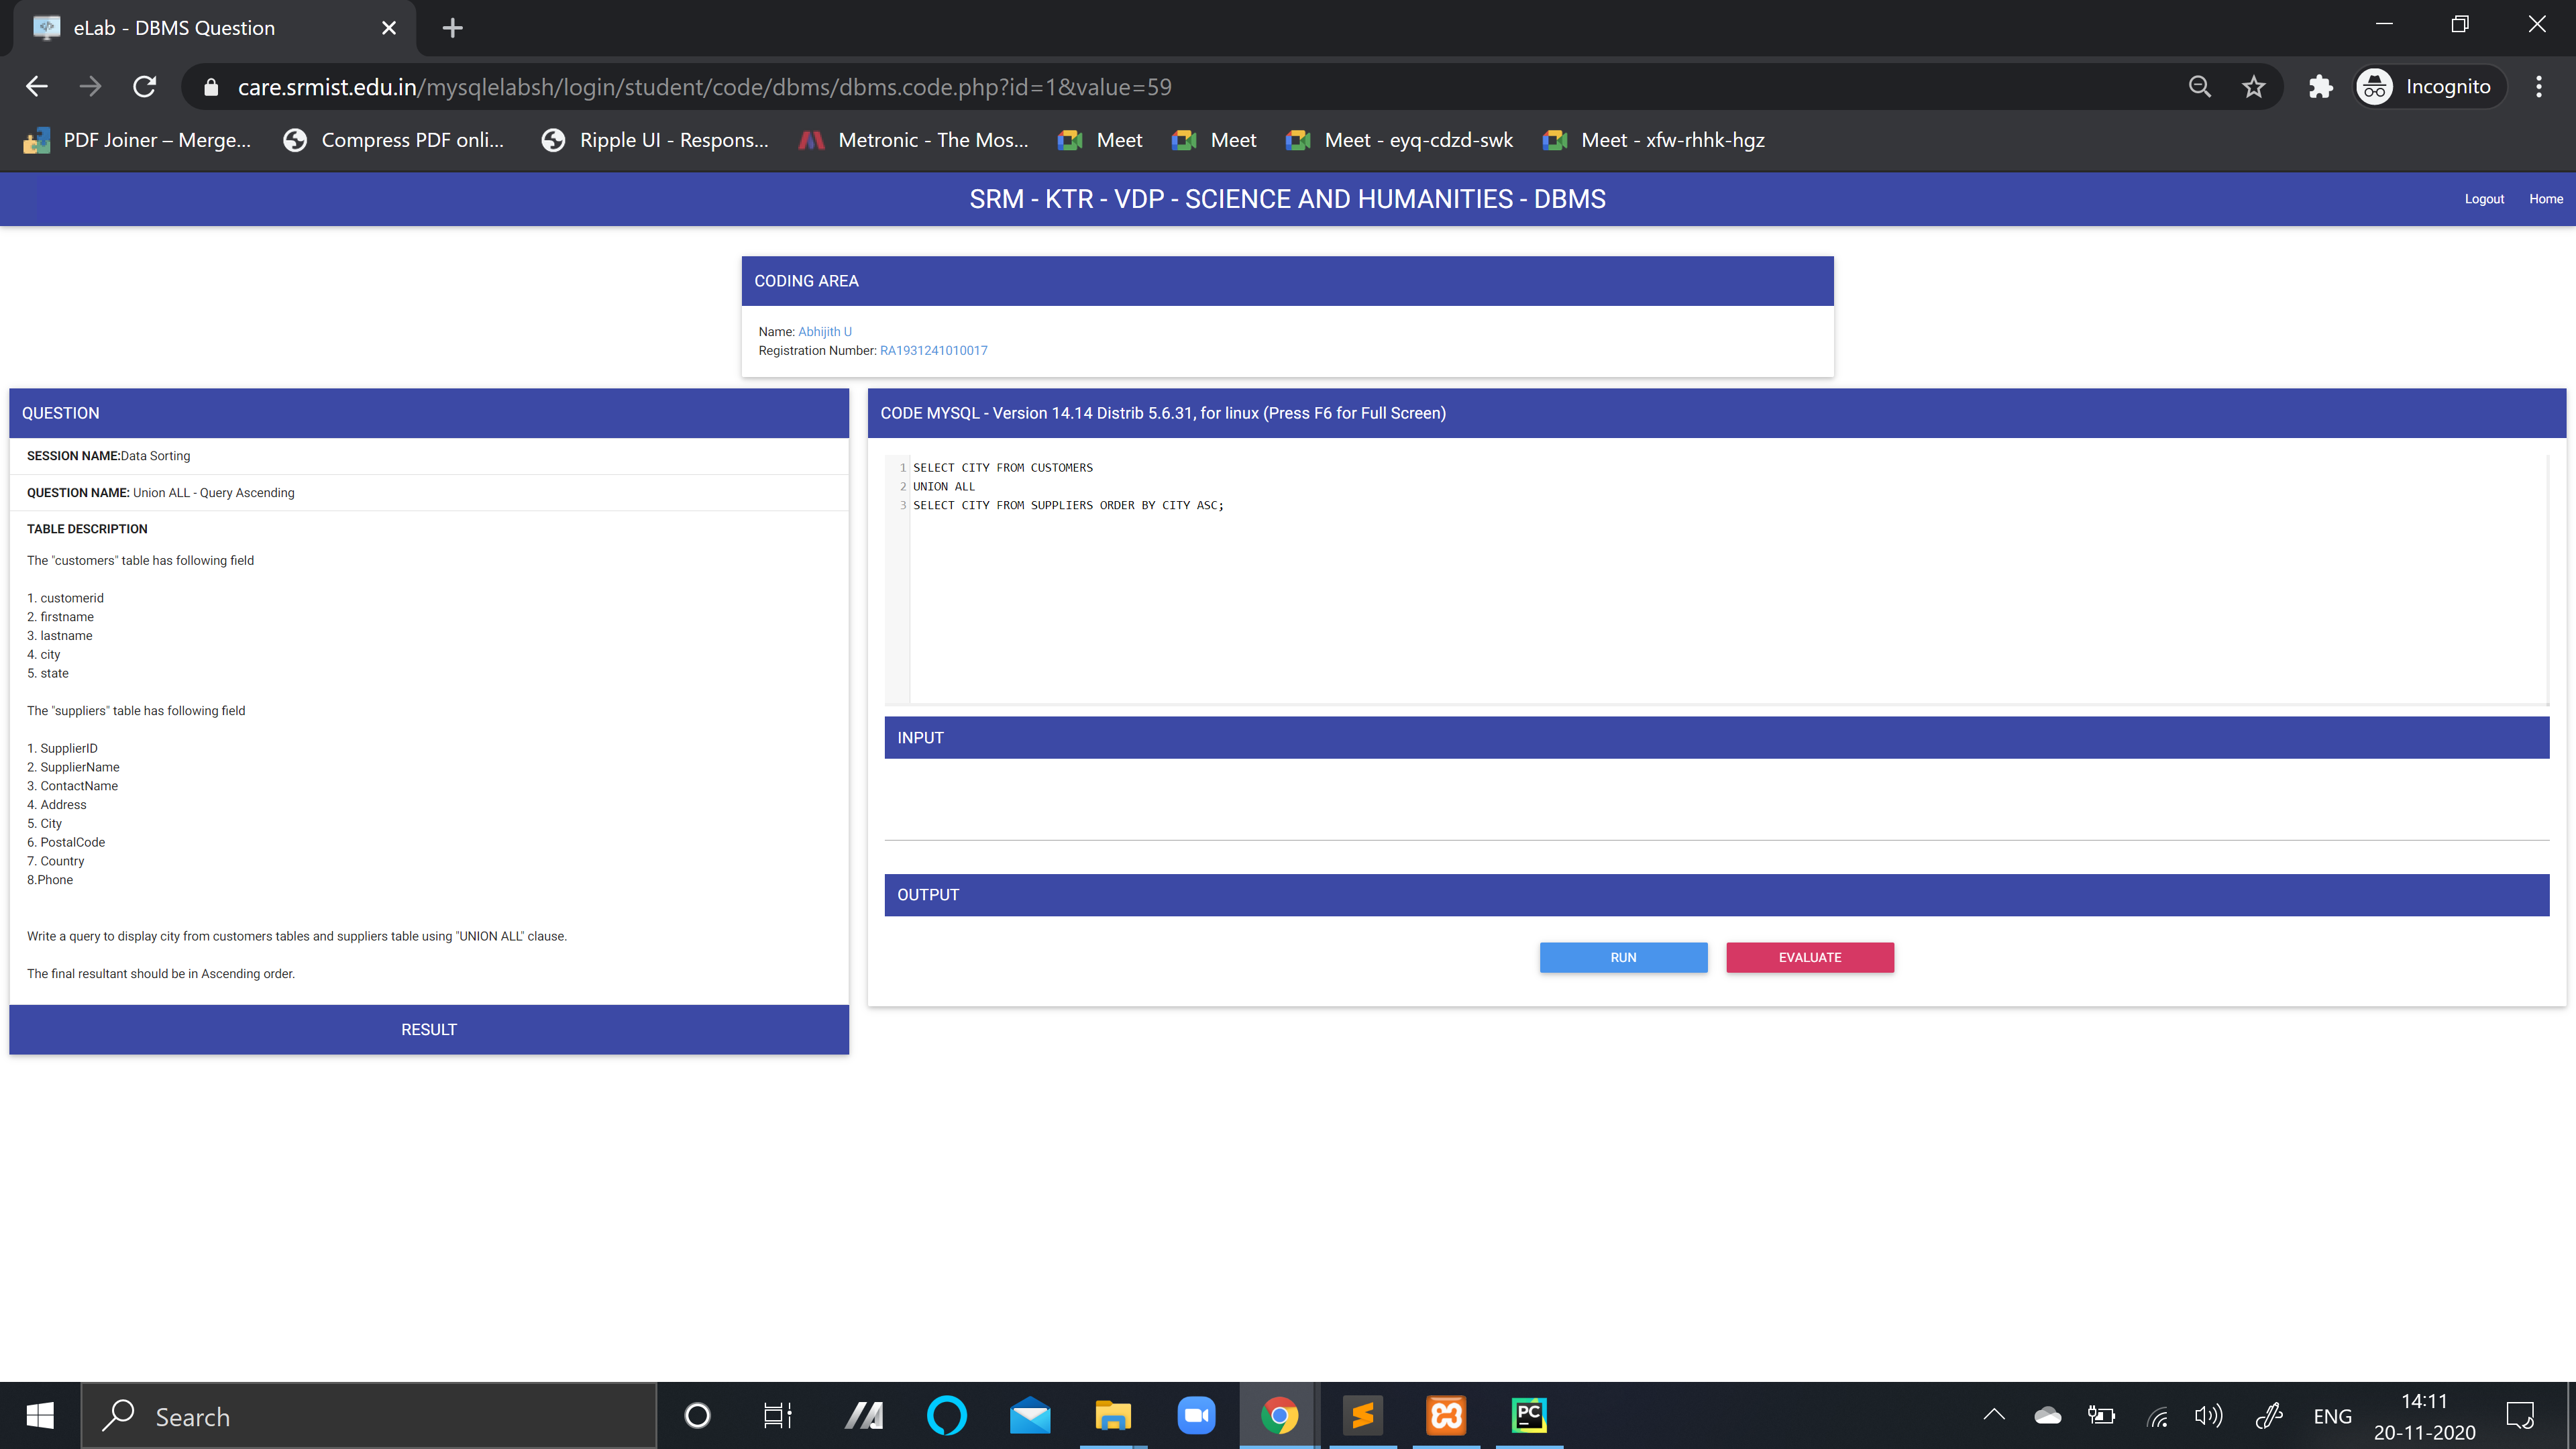 eLab - DBMS Question
care.srmist.edu.in/mysqlelabsh/login/student/code/dbms/dbms.code.php?id=1&value=59
Incognito
PDF Joiner – Merge...
Compress PDF onli...
Ripple UI - Respons...
Metronic - The Mos...
Meet
Meet
Meet - eyq-cdzd-swk
Meet - xfw-rhhk-hgz
SRM - KTR - VDP - SCIENCE AND HUMANITIES - DBMS
Logout
Home
CODING AREA
Name: Abhijith U
Registration Number: RA1931241010017
QUESTION
SESSION NAME:Data Sorting
QUESTION NAME: Union ALL - Query Ascending
TABLE DESCRIPTION
The "customers" table has following field
1. customerid
2. firstname
3. lastname
4. city
5. state
The "suppliers" table has following field
1. SupplierID
2. SupplierName
3. ContactName
4. Address
5. City
6. PostalCode
7. Country
8.Phone
Write a query to display city from customers tables and suppliers table using "UNION ALL" clause.
The final resultant should be in Ascending order.
RESULT
CODE MYSQL - Version 14.14 Distrib 5.6.31, for linux (Press F6 for Full Screen)
1 SELECT CITY FROM CUSTOMERS
2 UNION ALL
3 SELECT CITY FROM SUPPLIERS ORDER BY CITY ASC;
INPUT
OUTPUT
RUN
EVALUATE
Search
PC
ENG
14:11
20-11-2020